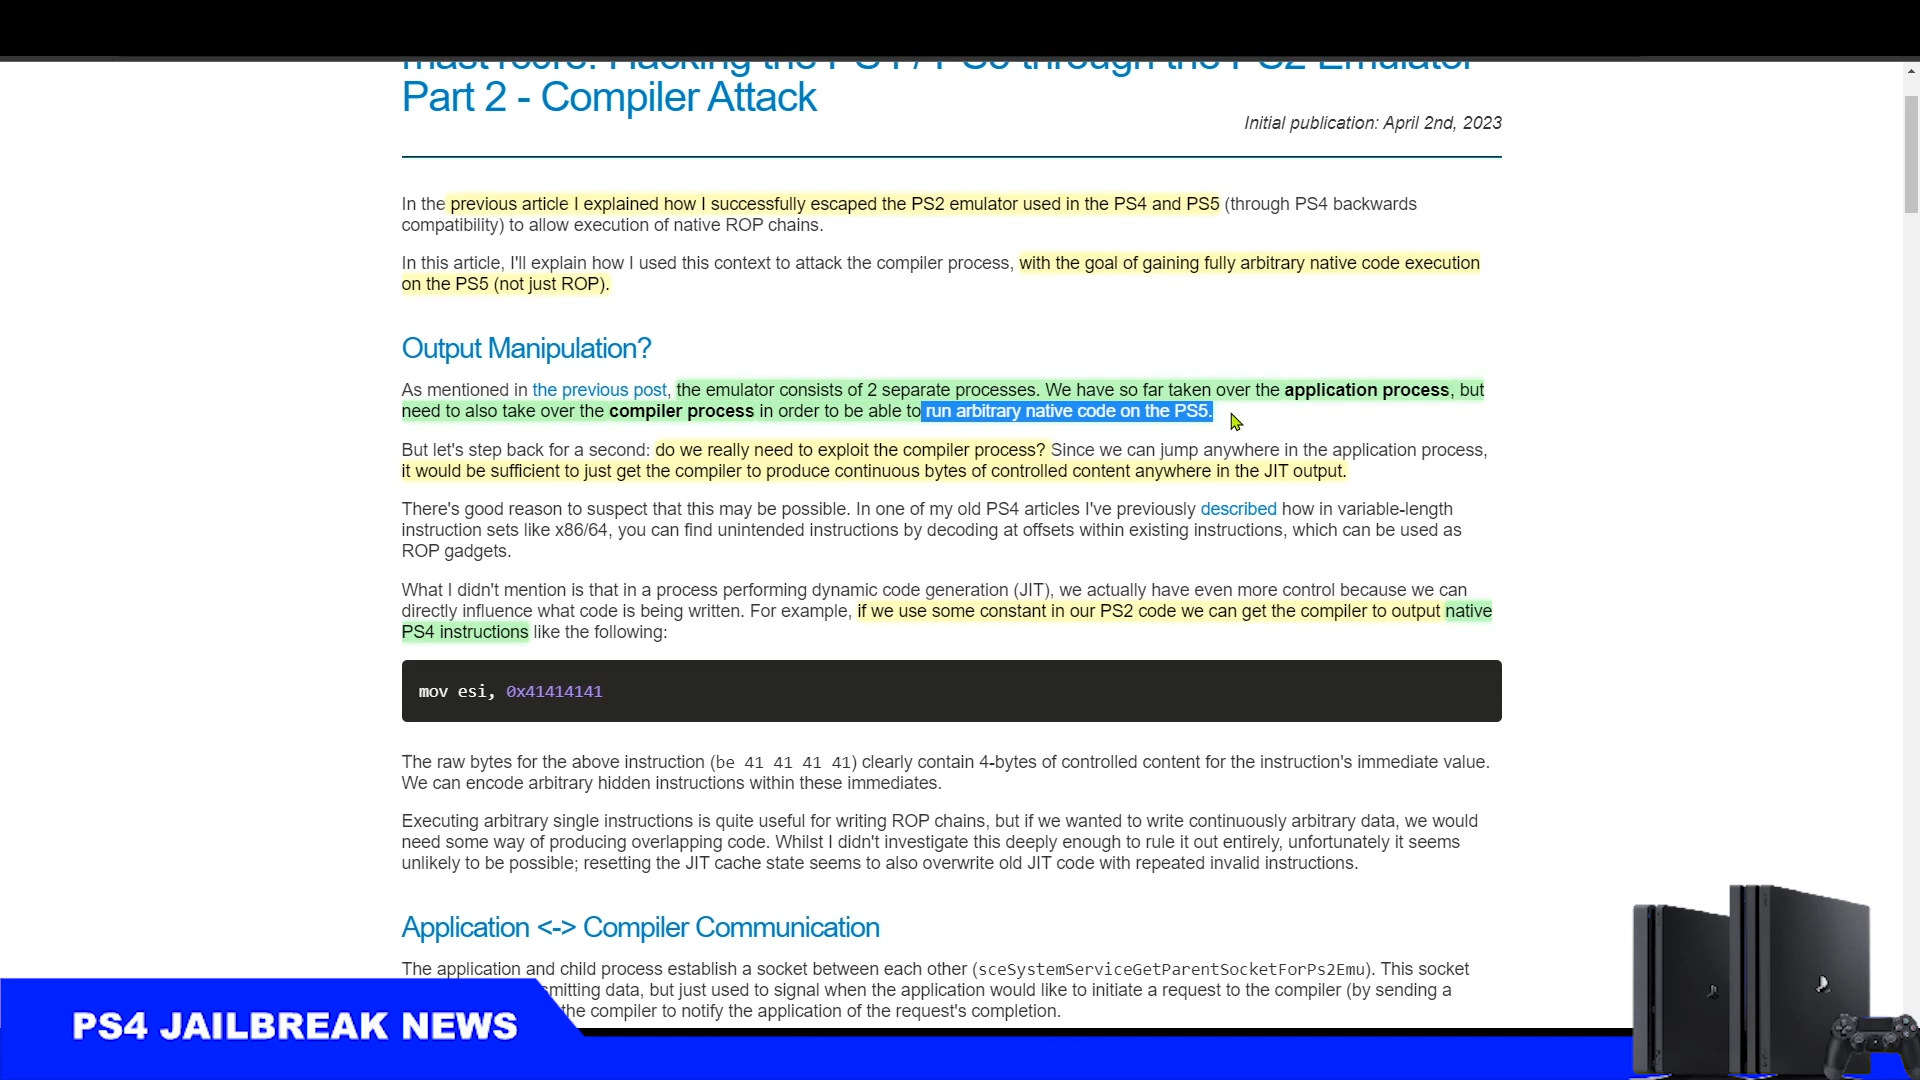 mast1c0re: Hacking the PS4 / PS5 through the PS2 Emulator
Part 2 - Compiler Attack
Initial publication: April 2nd, 2023
In the previous article I explained how I successfully escaped the PS2 emulator used in the PS4 and PS5 (through PS4 backwards
compatibility) to allow execution of native ROP chains.
In this article, I'll explain how I used this context to attack the compiler process, with the goal of gaining fully arbitrary native code execution
on the PS5 (not just ROP).
Output Manipulation?
As mentioned in the previous post, the emulator consists of 2 separate processes. We have so far taken over the application process, but
need to also take over the compiler process in order to be able to run arbitrary native code on the PS5.
But let's step back for a second: do we really need to exploit the compiler process? Since we can jump anywhere in the application process,
it would be sufficient to just get the compiler to produce continuous bytes of controlled content anywhere in the JIT output.
There's good reason to suspect that this may be possible. In one of my old PS4 articles I've previously described how in variable-length
instruction sets like x86/64, you can find unintended instructions by decoding at offsets within existing instructions, which can be used as
ROP gadgets.
What I didn't mention is that in a process performing dynamic code generation (JIT), we actually have even more control because we can
directly influence what code is being written. For example, if we use some constant in our PS2 code we can get the compiler to output native
PS4 instructions like the following:
mov esi, 0x41414141
The raw bytes for the above instruction (be 41 41 41 41) clearly contain 4-bytes of controlled content for the instruction's immediate value.
We can encode arbitrary hidden instructions within these immediates.
Executing arbitrary single instructions is quite useful for writing ROP chains, but if we wanted to write continuously arbitrary data, we would
need some way of producing overlapping code. Whilst I didn't investigate this deeply enough to rule it out entirely, unfortunately it seems
unlikely to be possible; resetting the JIT cache state seems to also overwrite old JIT code with repeated invalid instructions.
Application <-> Compiler Communication
The application and child process establish a socket between each other (sceSystemServiceGetParentSocketForPs2Emu). This socket
smitting data, but just used to signal when the application would like to initiate a request to the compiler (by sending a
the compiler to notify the application of the request's completion.
PS4 JAILBREAK NEWS